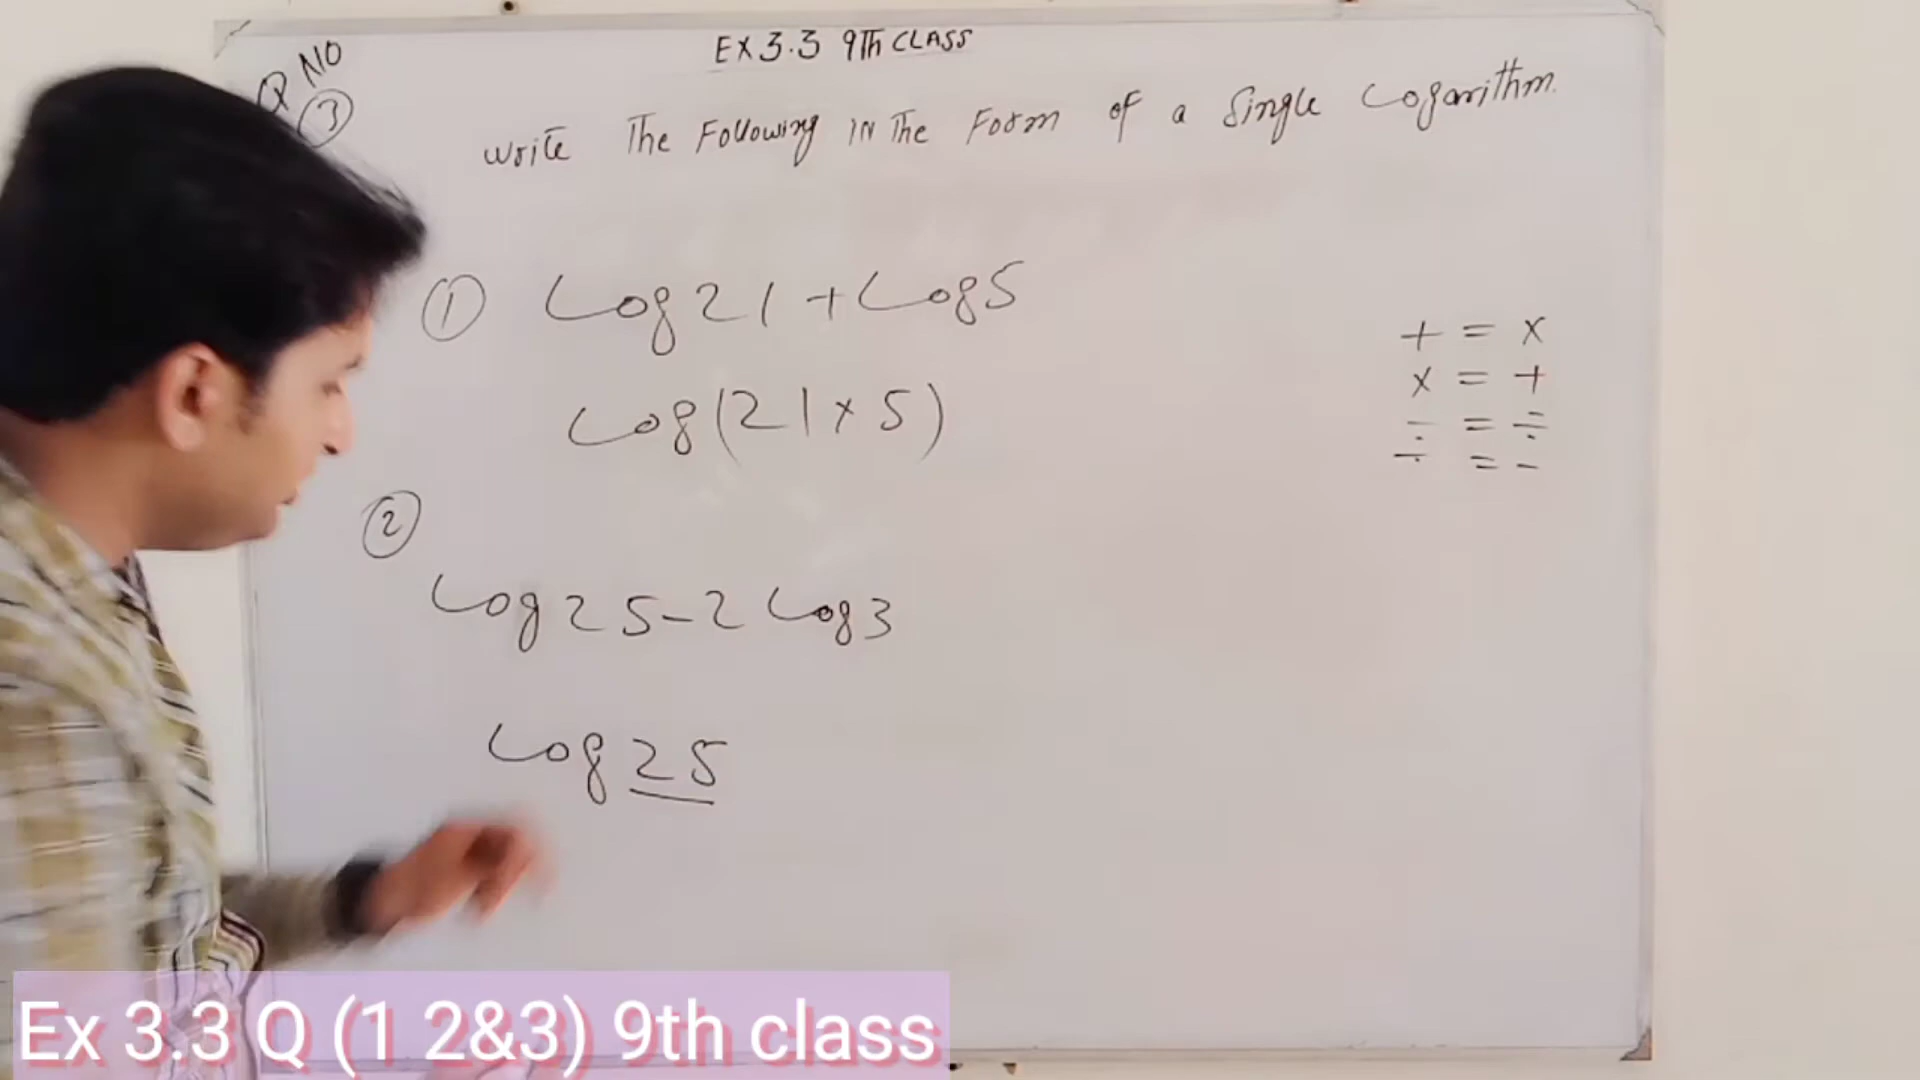 EX 3.3 9TH CLASS
Q NO
3
Write The Following IN The Form of a Single Logarithm.
1 Log 21 + Log 5
Log (21 × 5)
2
Log 25 - 2 Log 3
Log 25
+ = ×
× = +
- = ÷
÷ = -
Ex 3.3 Q (1 2&3) 9th class